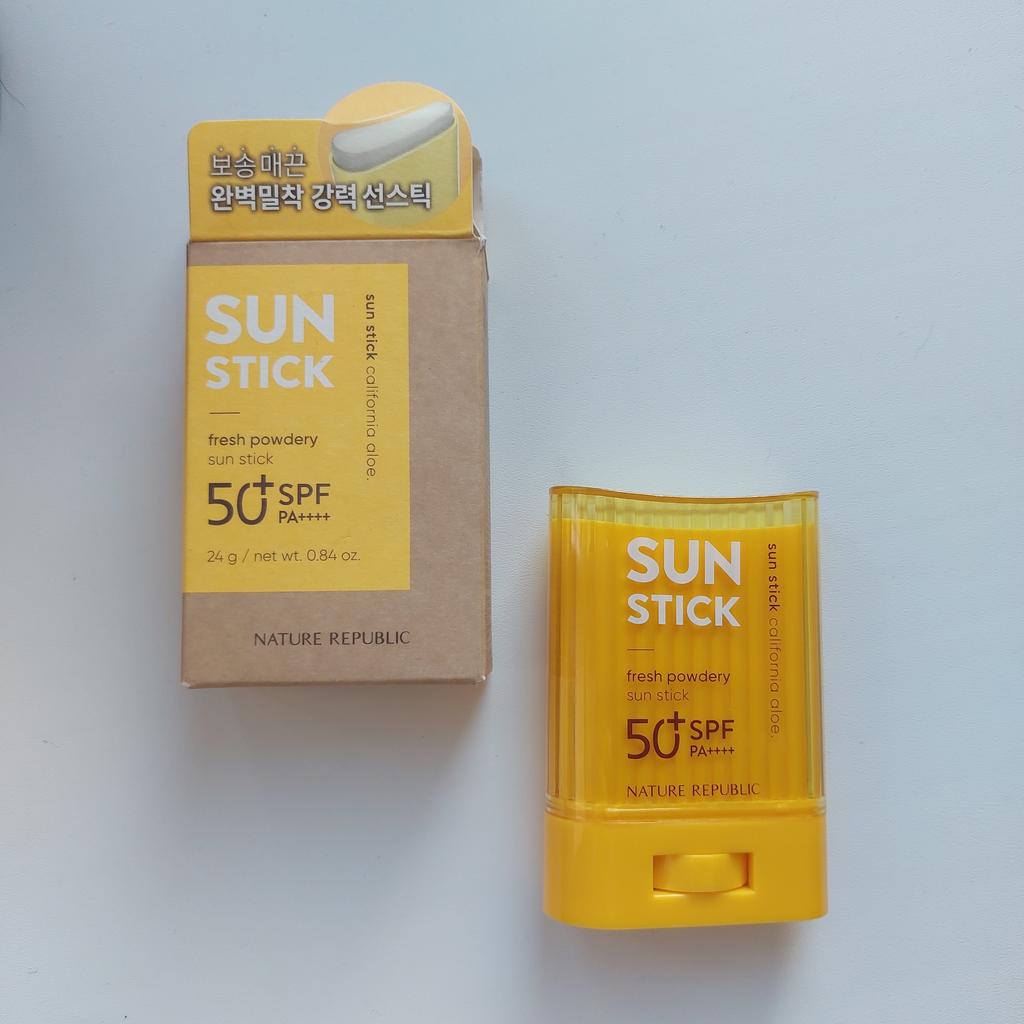 보송매끈
완벽밀착 강력 선스틱
SUN
STICK
sun stick california aloe.
fresh powdery
sun stick
50+ SPF
PA++++
24 g / net wt. 0.84 oz.
NATURE REPUBLIC
SUN
STICK
sun stick california aloe.
fresh powdery
sun stick
50+ SPF
PA++++
NATURE REPUBLIC